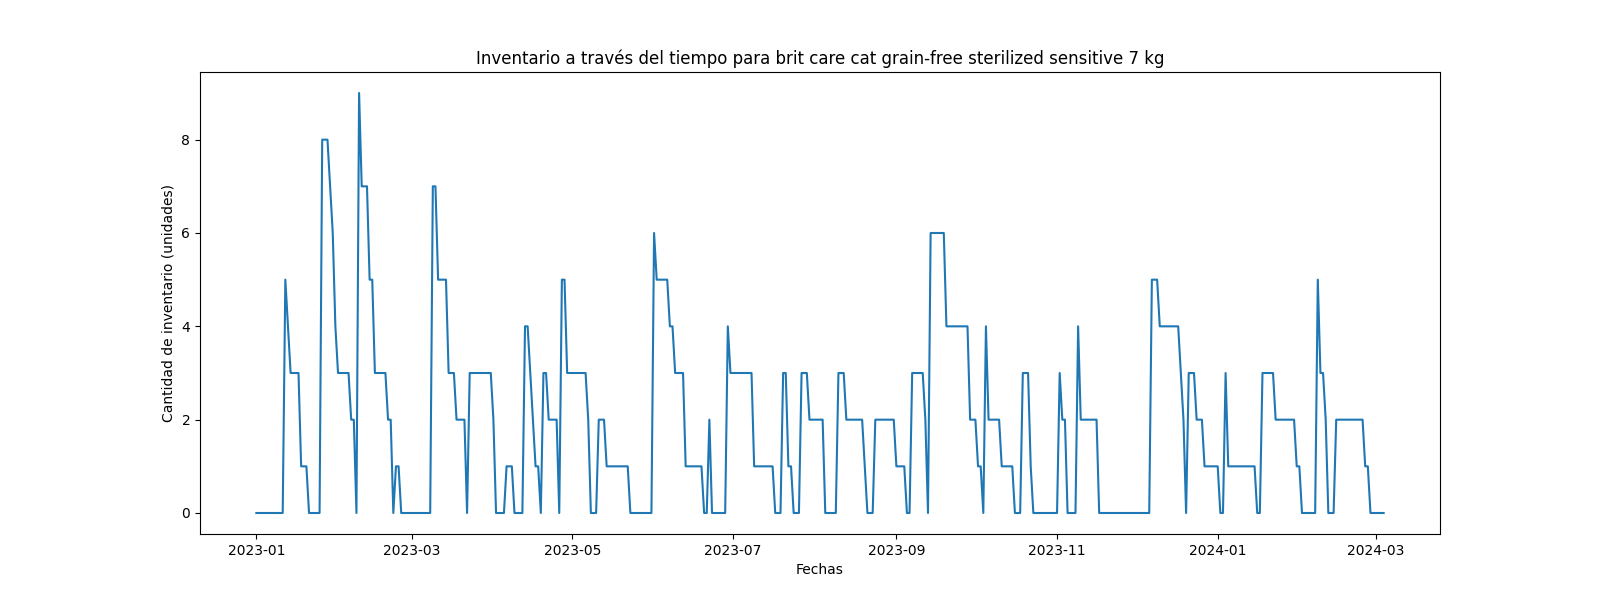 Inventario a través del tiempo para brit care cat grain-free sterilized sensitive 7 kg
Cantidad de inventario (unidades)
8
6
4
2
0
2023-01 2023-03 2023-05 2023-07 2023-09 2023-11 2024-01 2024-03
Fechas